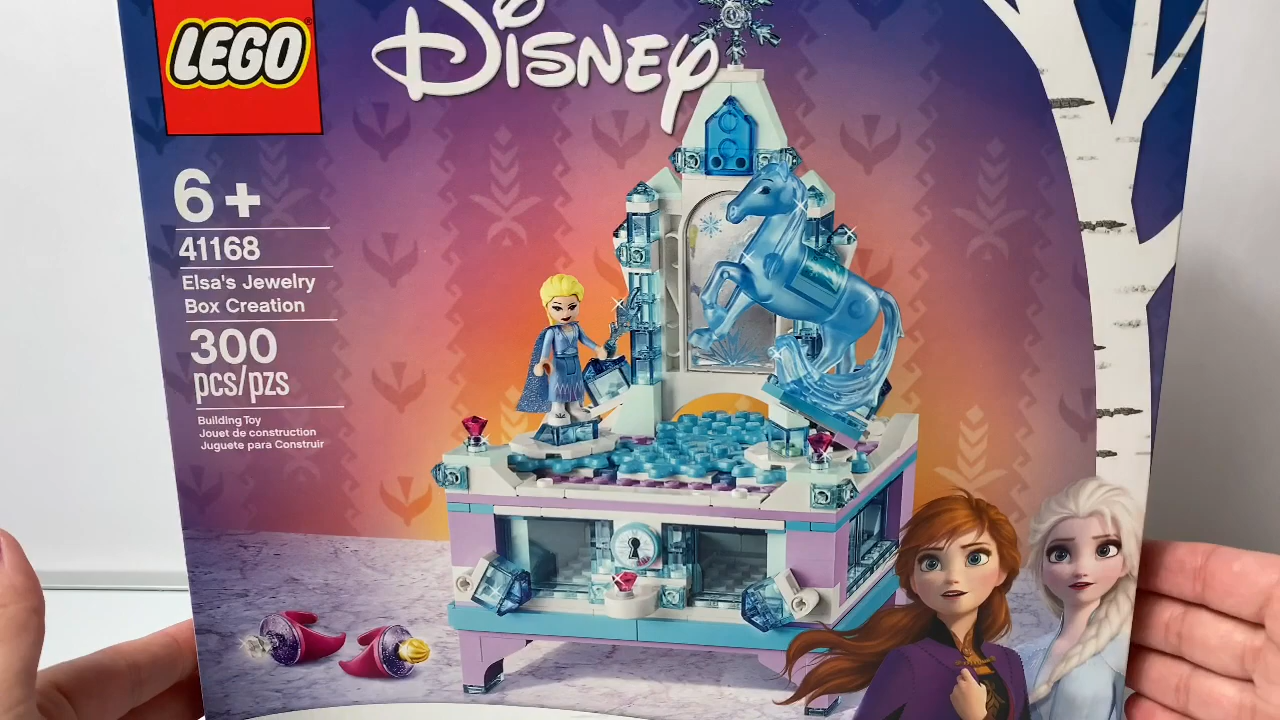 LEGO
Disney
6+
41168
Elsa's Jewelry
Box Creation
300
pcs/pzs
Building Toy
Jouet de construction
Juguete para Construir